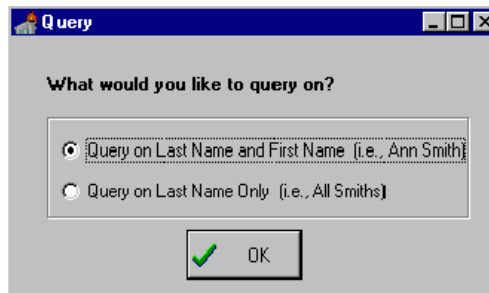 Query
What would you like to query on?
Query on Last Name and First Name (i.e., Ann Smith)
Query on Last Name Only (i.e., All Smiths)
OK